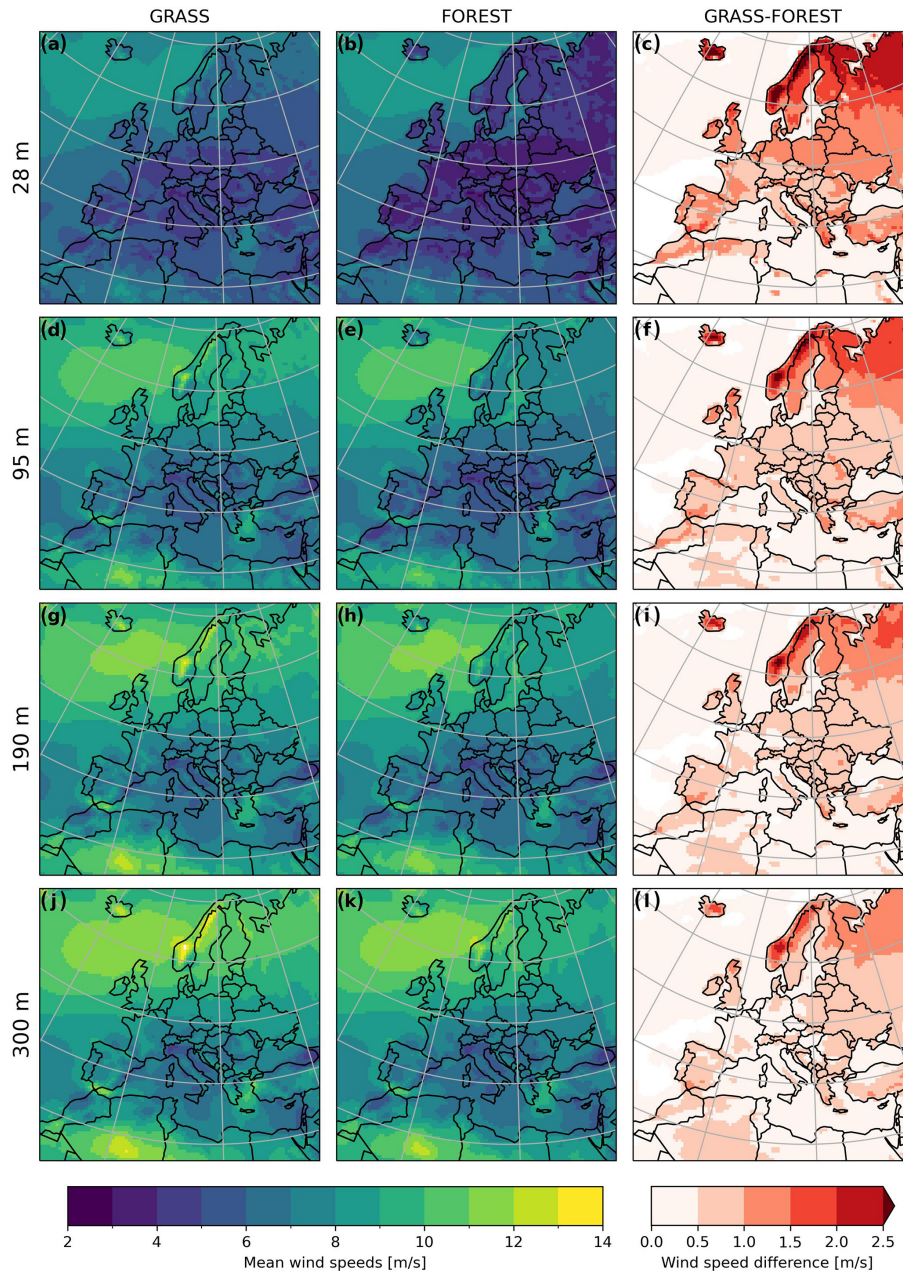 GRASS FOREST GRASS-FOREST
28 m (a) (b) (c)
95 m (d) (e) (f)
190 m (g) (h) (i)
300 m (j) (k) (l)
2 4 6 8 10 12 14 0.0 0.5 1.0 1.5 2.0 2.5
Mean wind speeds [m/s] Wind speed difference [m/s]